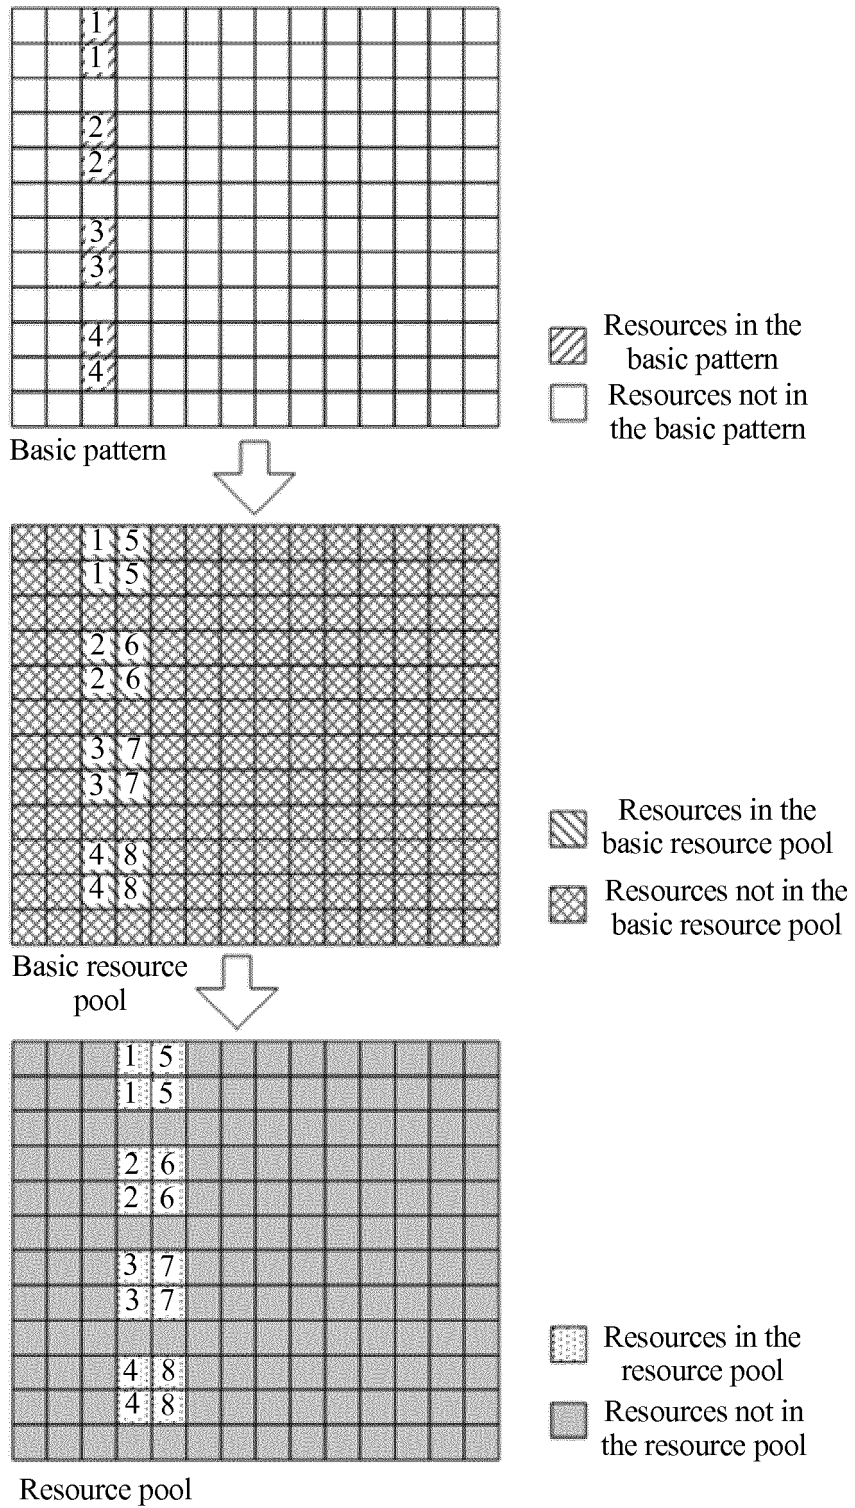 1
1
2
2
3
3
4
4
Resources in the
basic pattern
Resources not in
the basic pattern
Basic pattern
1 5
1 5
2 6
2 6
3 7
3 7
4 8
4 8
Resources in the
basic resource pool
Resources not in the
basic resource pool
Basic resource
pool
1 5
1 5
2 6
2 6
3 7
3 7
4 8
4 8
Resources in the
resource pool
Resources not in
the resource pool
Resource pool